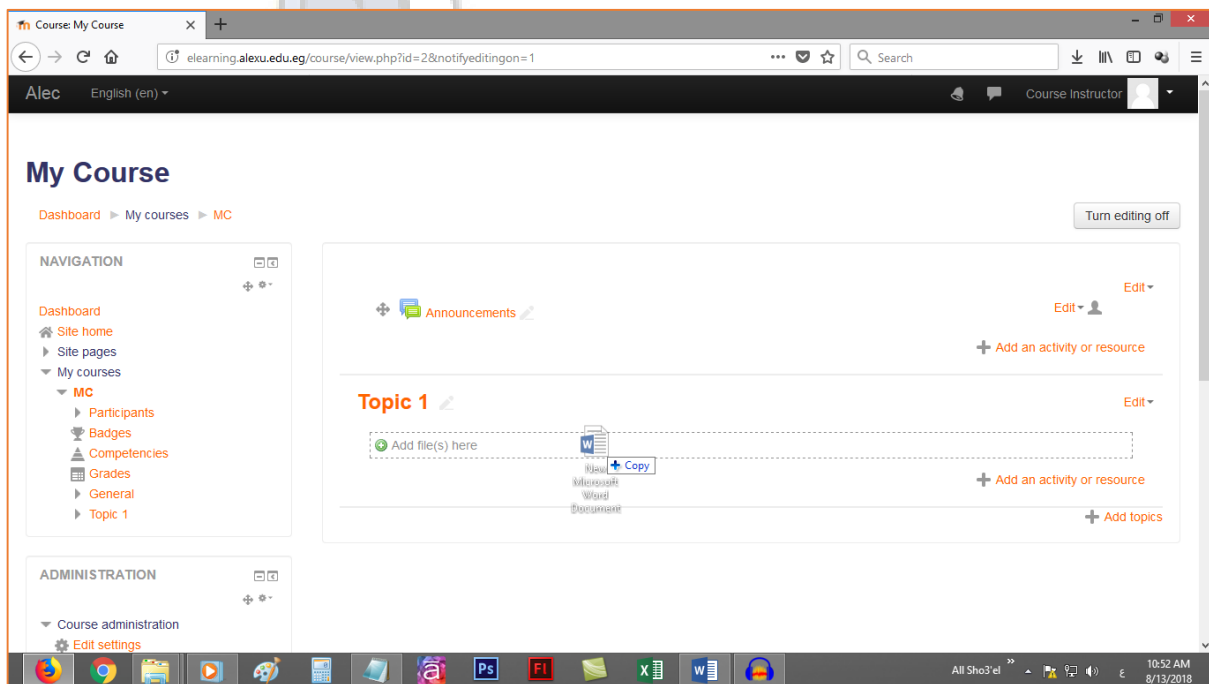 Course: My Course
elearning.alexu.edu.eg/course/view.php?id=2&notifyeditingon=1
Search
Alec English (en)
Course Instructor
My Course
Dashboard My courses MC
Turn editing off
NAVIGATION
Dashboard
Site home
Site pages
My courses
MC
Participants
Badges
Competencies
Grades
General
Topic 1
Edit
Announcements
Edit
Add an activity or resource
Topic 1
Edit
Add file(s) here
Copy
New
Microsoft
Word
Document
Add an activity or resource
Add topics
ADMINISTRATION
Course administration
Edit settings
Ps
Fl
All Sho3'el
ع
10:52 AM
8/13/2018